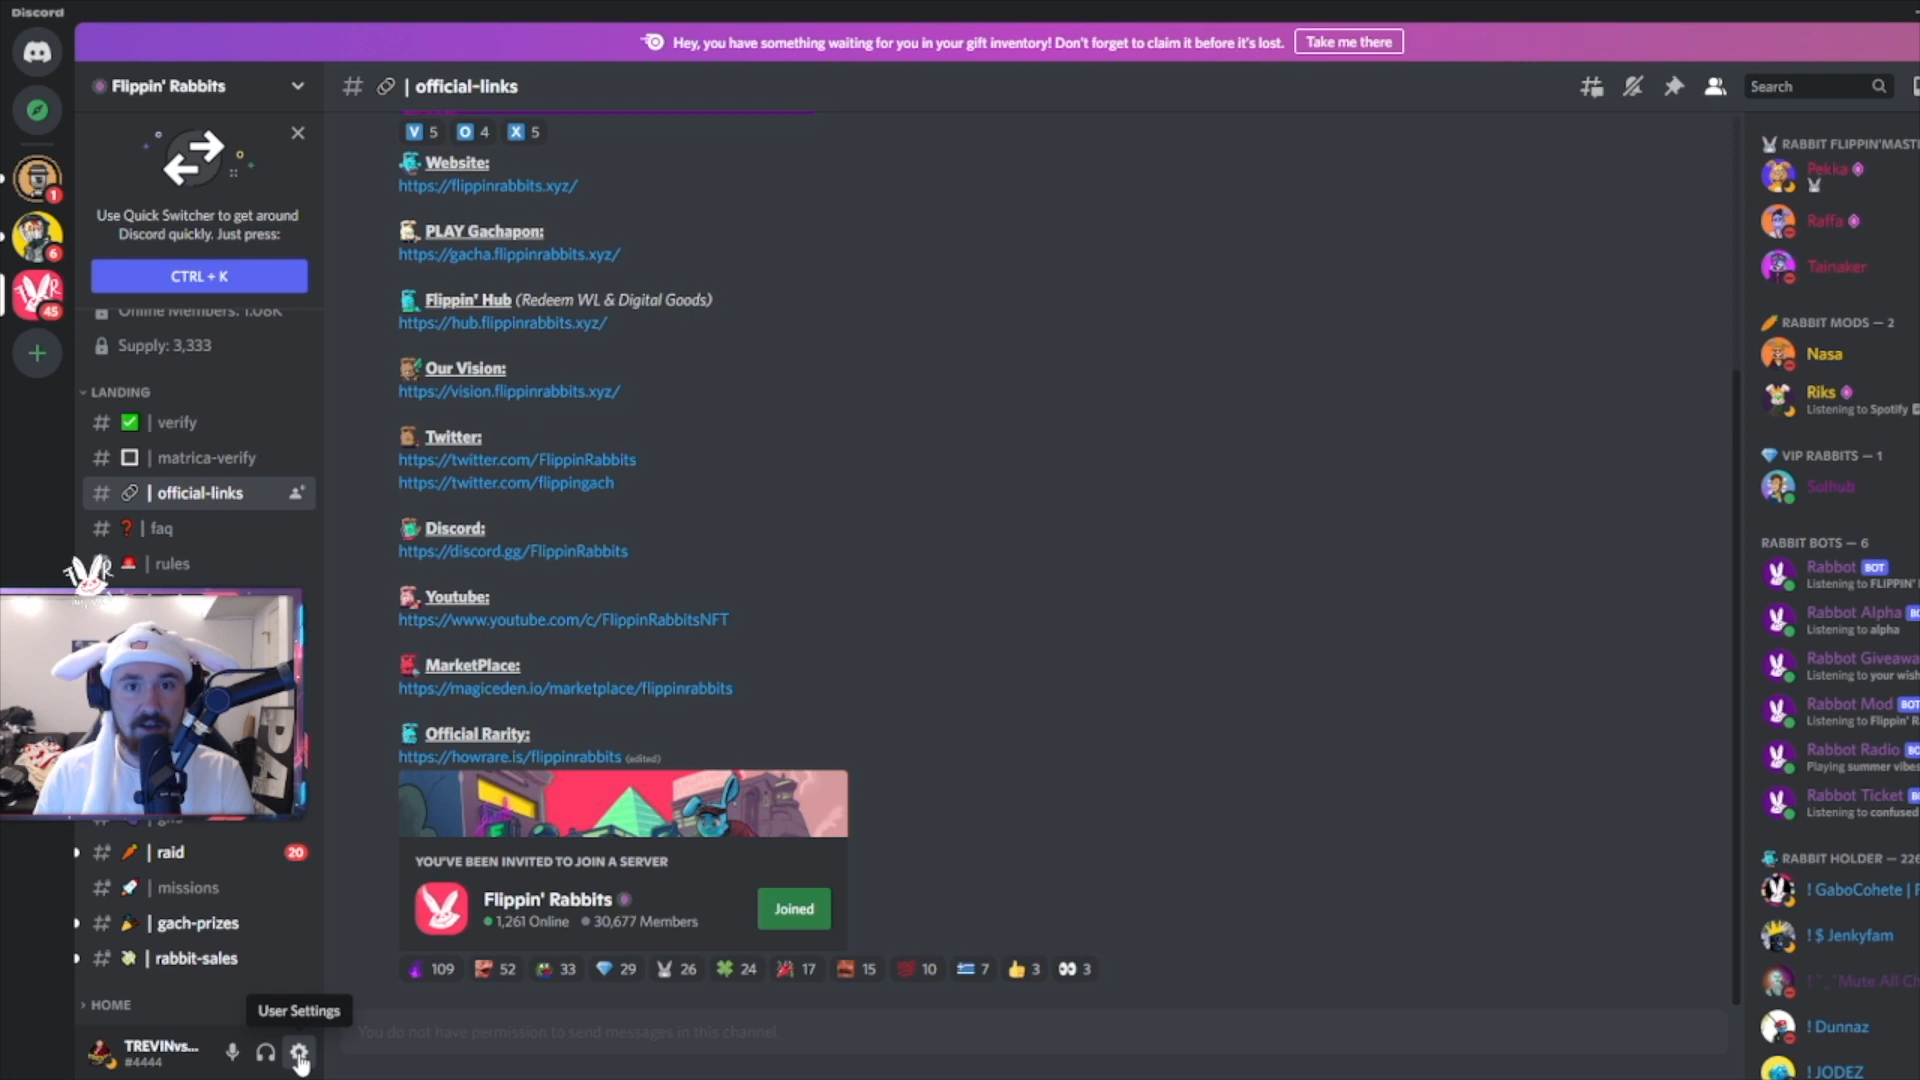 Discord
Hey, you have something waiting for you in your gift inventory! Don't forget to claim it before it's lost.
Take me there
Flippin' Rabbits
| official-links
Search
Use Quick Switcher to get around
Discord quickly. Just press:
CTRL + K
Online Members: 1.08K
Supply: 3,333
LANDING
| verify
| matrica-verify
| official-links
| faq
| rules
| raid
20
| missions
| gach-prizes
| rabbit-sales
HOME
User Settings
TREVINvs...
#4444
1
6
45
V 5 O 4 X 5
Website:
https://flippinrabbits.xyz/
PLAY Gachapon:
https://gacha.flippinrabbits.xyz/
Flippin' Hub (Redeem WL & Digital Goods)
https://hub.flippinrabbits.xyz/
Our Vision:
https://vision.flippinrabbits.xyz/
Twitter:
https://twitter.com/FlippinRabbits
https://twitter.com/flippingach
Discord:
https://discord.gg/FlippinRabbits
Youtube:
https://www.youtube.com/c/FlippinRabbitsNFT
MarketPlace:
https://magiceden.io/marketplace/flippinrabbits
Official Rarity:
https://howrare.is/flippinrabbits (edited)
YOU'VE BEEN INVITED TO JOIN A SERVER
Flippin' Rabbits
1,261 Online 30,677 Members
Joined
109 52 33 29 26 24 17 15 10 7 3 3
You do not have permission to send messages in this channel.
RABBIT FLIPPIN'MAST
Pekka
Raffa
Tainaker
RABBIT MODS — 2
Nasa
Riks
Listening to Spotify
VIP RABBITS — 1
Solhub
RABBIT BOTS — 6
Rabbot BOT
Listening to FLIPPIN'
Rabbot Alpha
Listening to alpha
Rabbot Giveawa
Listening to your wish
Rabbot Mod BOT
Listening to Flippin' R
Rabbot Radio
Playing summer vibes
Rabbot Ticket
Listening to confused
RABBIT HOLDER — 226
! GaboCohete |
! $ Jenkyfam
! ¨_¨Mute All Ch
! Dunnaz
! JODEZ